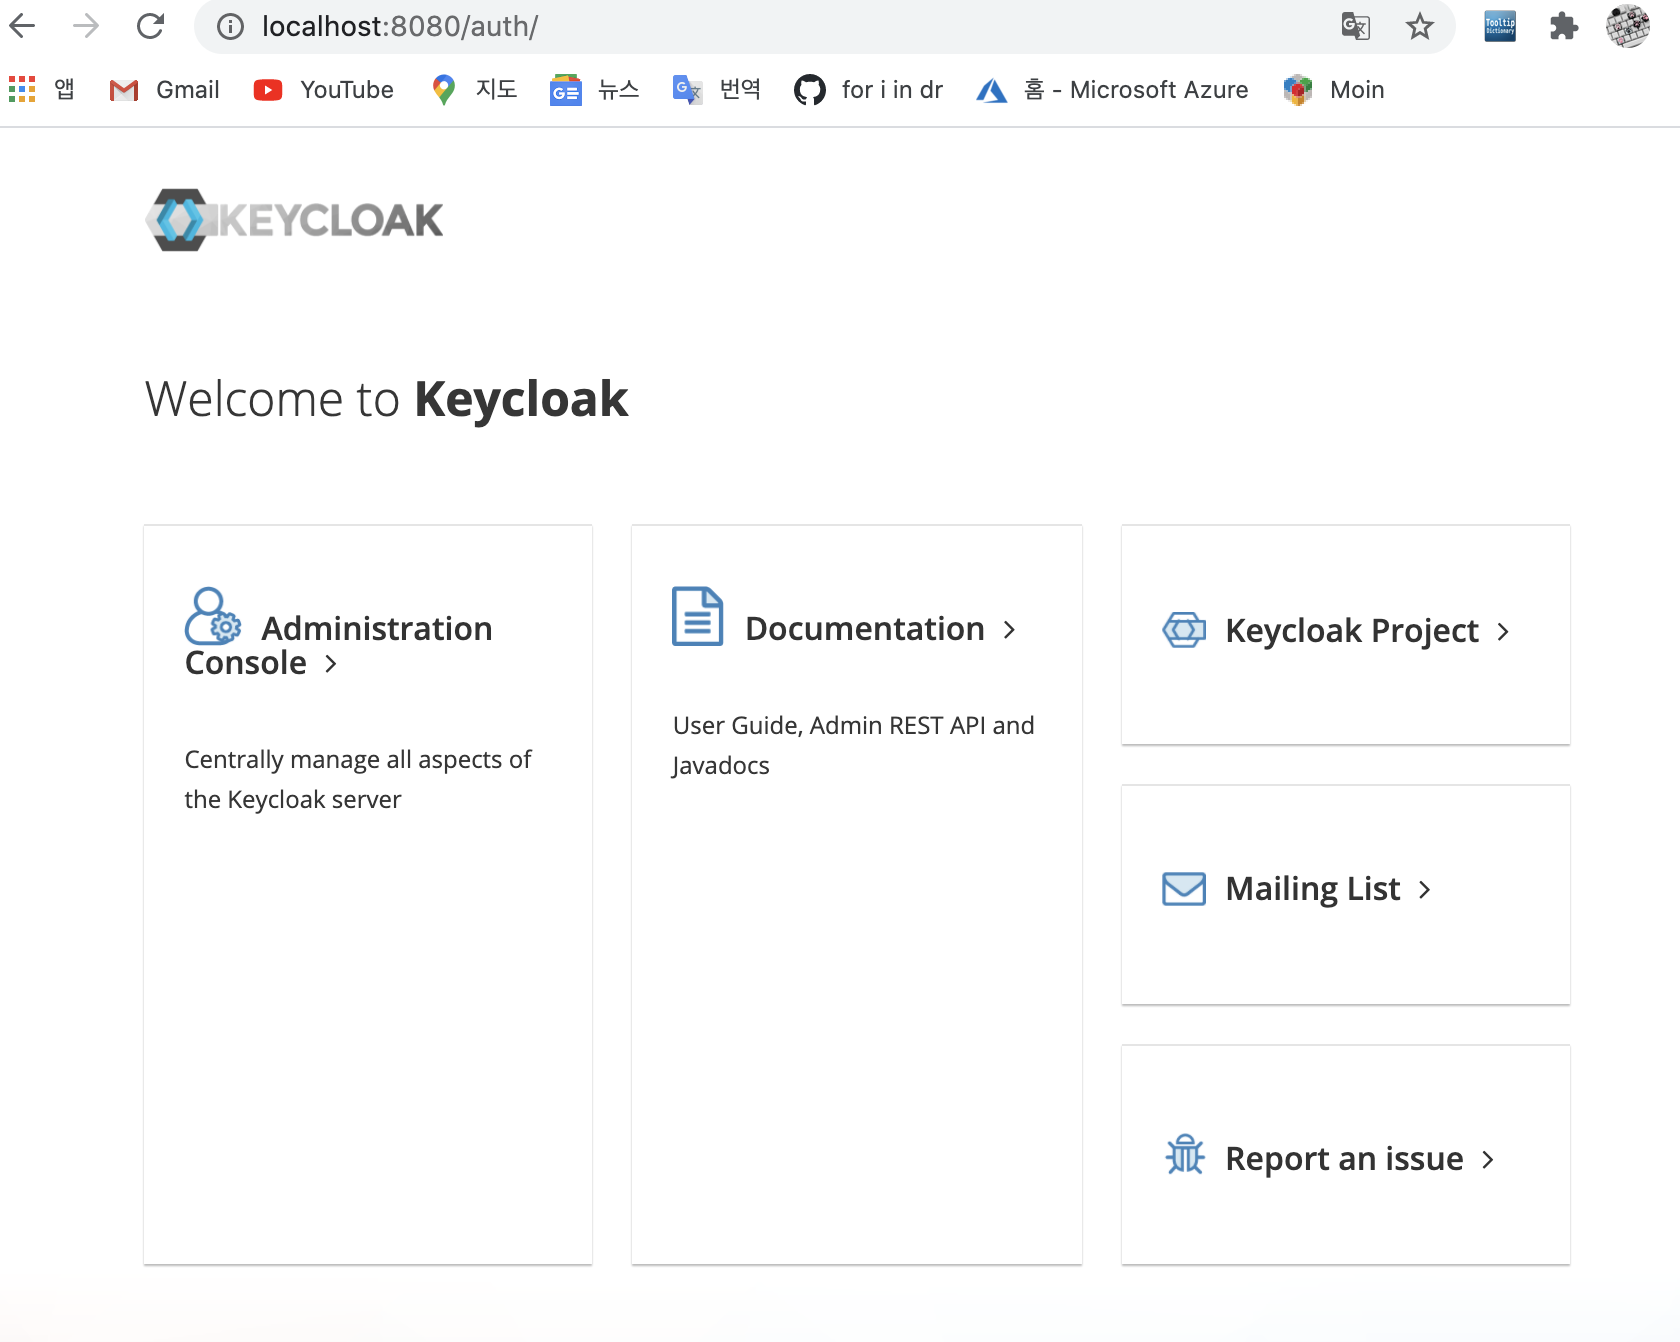 localhost:8080/auth/
앱 Gmail YouTube 지도 뉴스 번역 for i in dr 홈 - Microsoft Azure Moin
KEYCLOAK
Welcome to Keycloak
Administration
Console
Centrally manage all aspects of
the Keycloak server
Documentation
User Guide, Admin REST API and
Javadocs
Keycloak Project
Mailing List
Report an issue
Tooltip
Dictionary